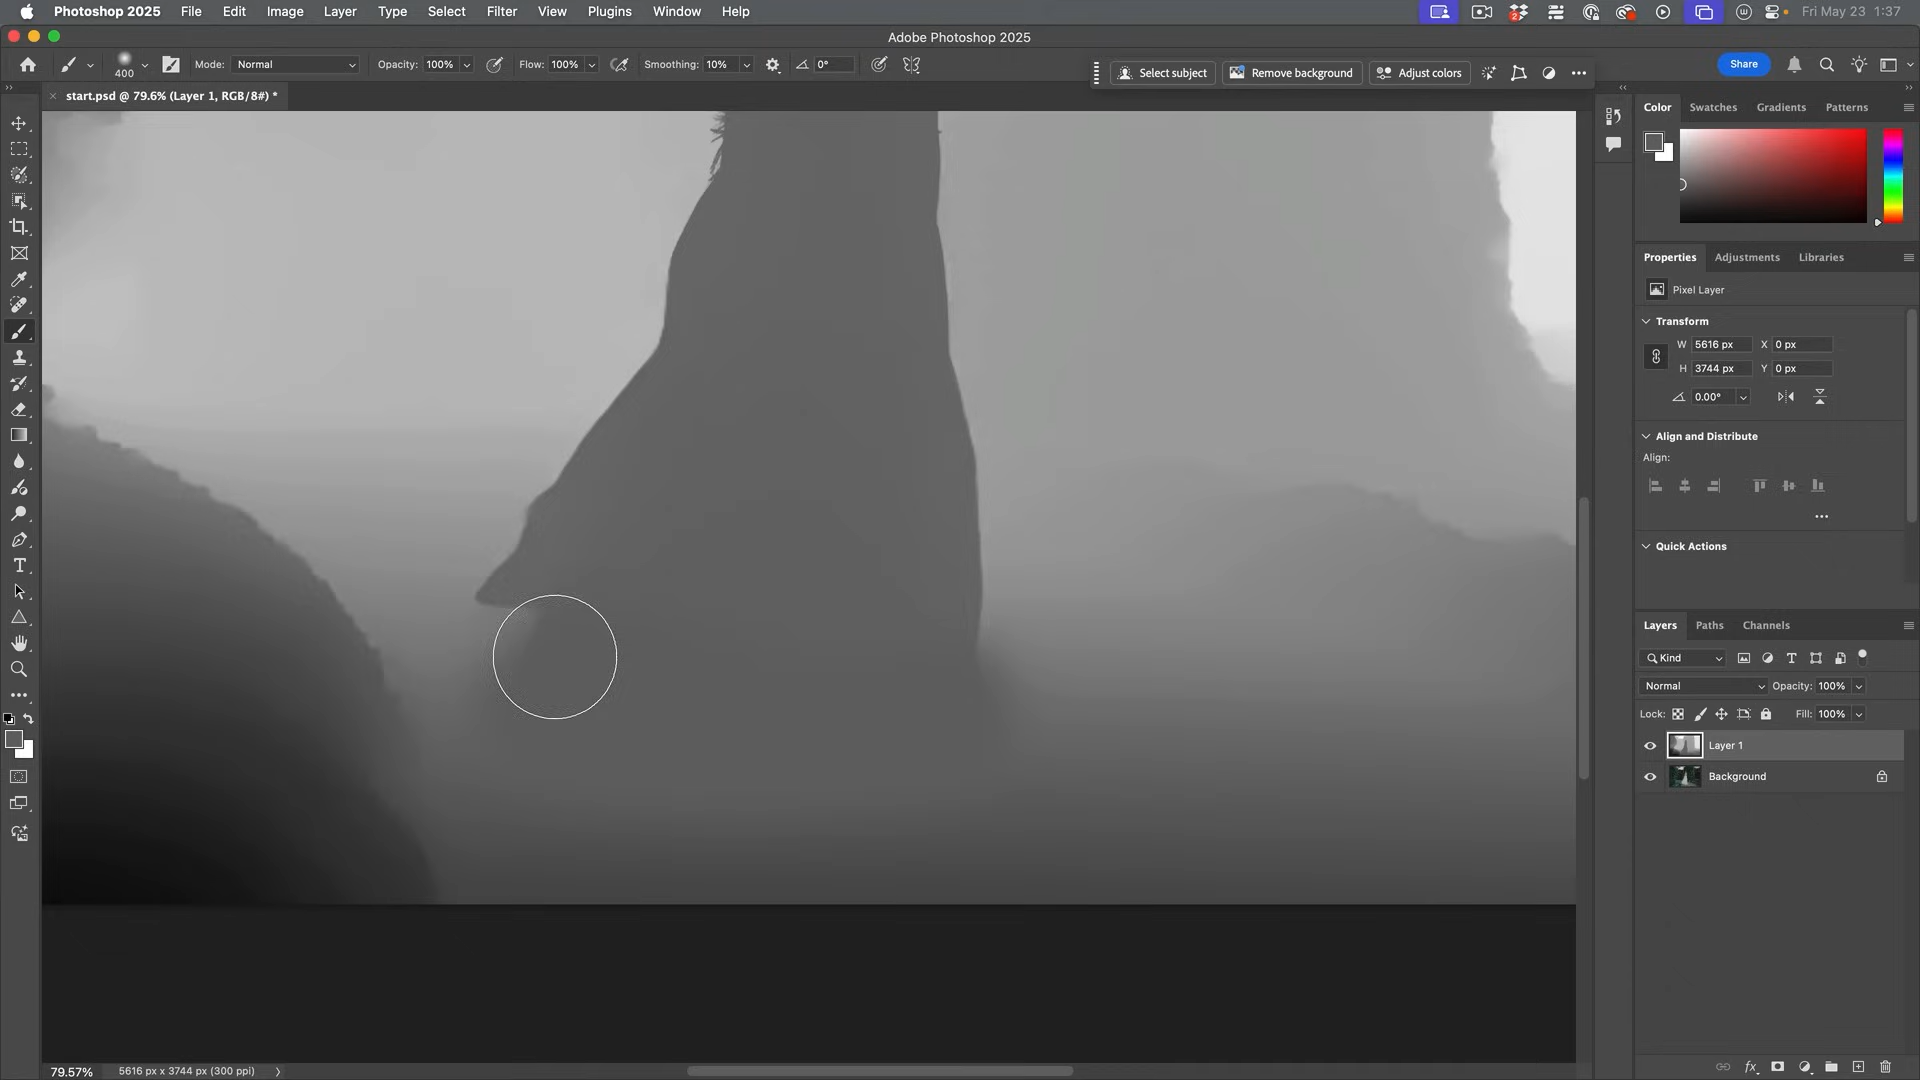 Photoshop 2025 File Edit Image Layer Type Select Filter View Plugins Window Help Fri May 23 1:37
Adobe Photoshop 2025
400 Mode: Normal Opacity: 100% Flow: 100% Smoothing: 10% 0° Select subject Remove background Adjust colors Share
start.psd @ 79.6% (Layer 1, RGB/8#) *
Color Swatches Gradients Patterns
Properties Adjustments Libraries
Pixel Layer
Transform
W 5616 px X 0 px
H 3744 px Y 0 px
0.00°
Align and Distribute
Align:
Quick Actions
Layers Paths Channels
Kind
Normal Opacity: 100%
Lock: Fill: 100%
Layer 1
Background
79.57% 5616 px x 3744 px (300 ppi)